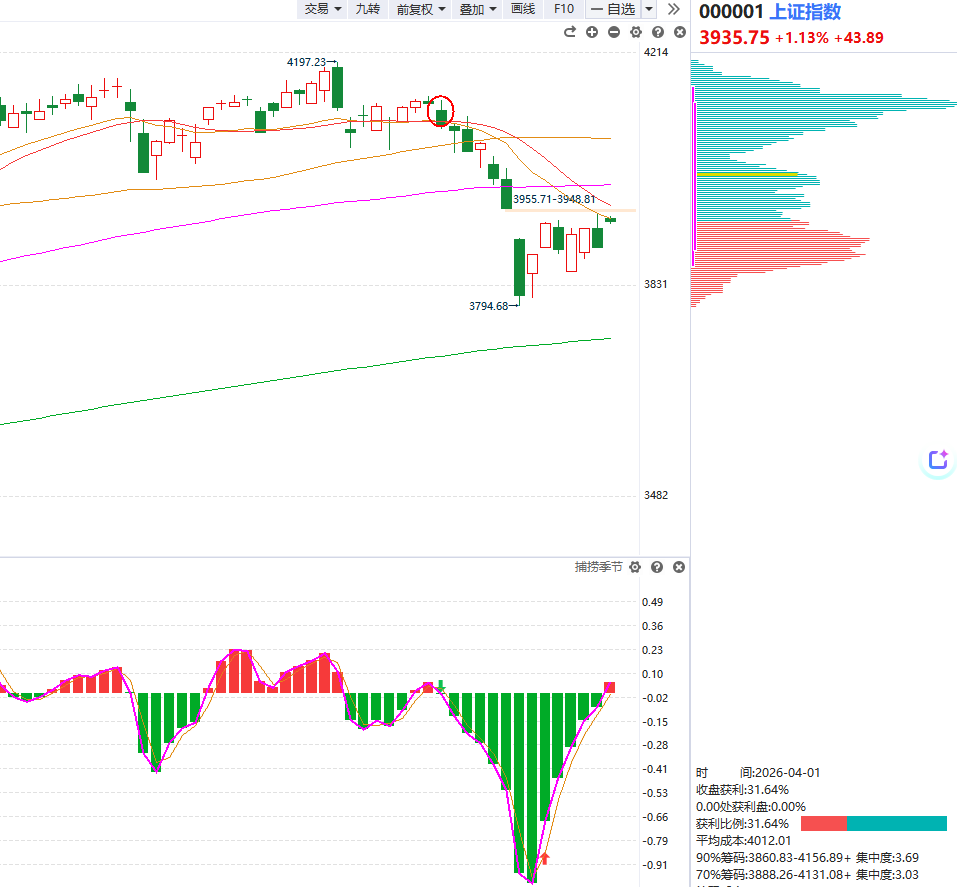 交易 九转 前复权 叠加 画线 F10 一 自选
000001 上证指数
3935.75 +1.13% +43.89
4214
4197.23
3955.71-3948.81
3831
3794.68
3482
捕捞季节
0.49
0.36
0.23
0.10
-0.02
-0.15
-0.28
-0.41
-0.53
-0.66
-0.79
-0.91
时 间:2026-04-01
收盘获利:31.64%
0.00处获利盘:0.00%
获利比例:31.64%
平均成本:4012.01
90%筹码:3860.83-4156.89+ 集中度:3.69
70%筹码:3888.26-4131.08+ 集中度:3.03